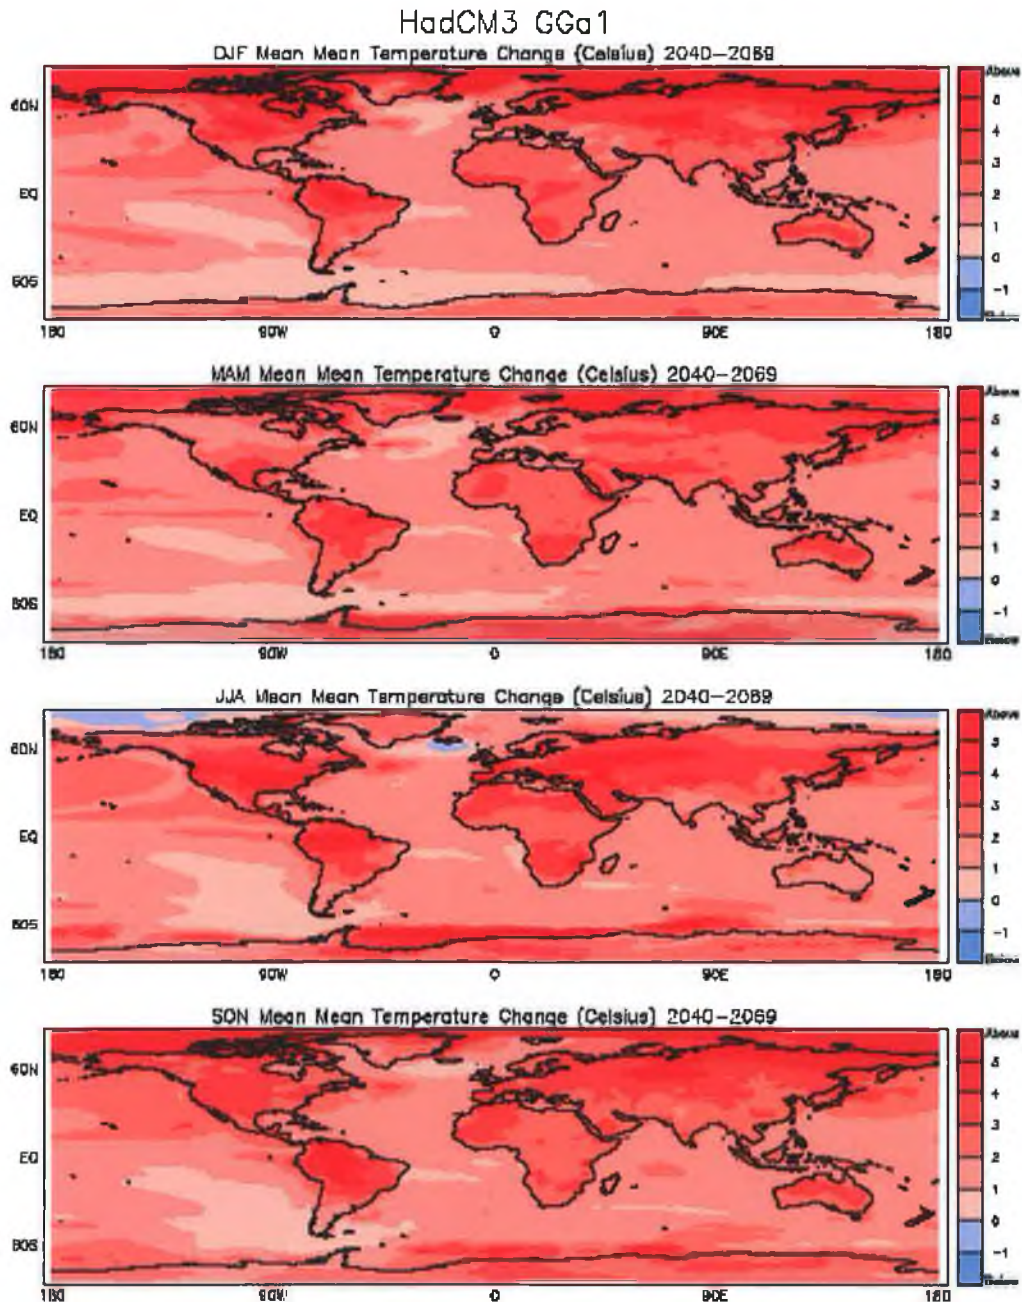 HadCM3 GGa1
DJF Mean Mean Temperature Change (Celsius) 2040-2069
60N
EQ
60S
180 90W 0 90E 180
Above
5
4
3
2
1
0
-1
MAM Mean Mean Temperature Change (Celsius) 2040-2069
60N
EQ
60S
180 90W 0 90E 180
Above
5
4
3
2
1
0
-1
Below
JJA Mean Mean Temperature Change (Celsius) 2040-2069
60N
EQ
60S
180 90W 0 90E 180
Above
5
4
3
2
1
0
-1
Below
SON Mean Mean Temperature Change (Celsius) 2040-2069
60N
EQ
60S
180 90W 0 90E 180
Above
5
4
3
2
1
0
-1